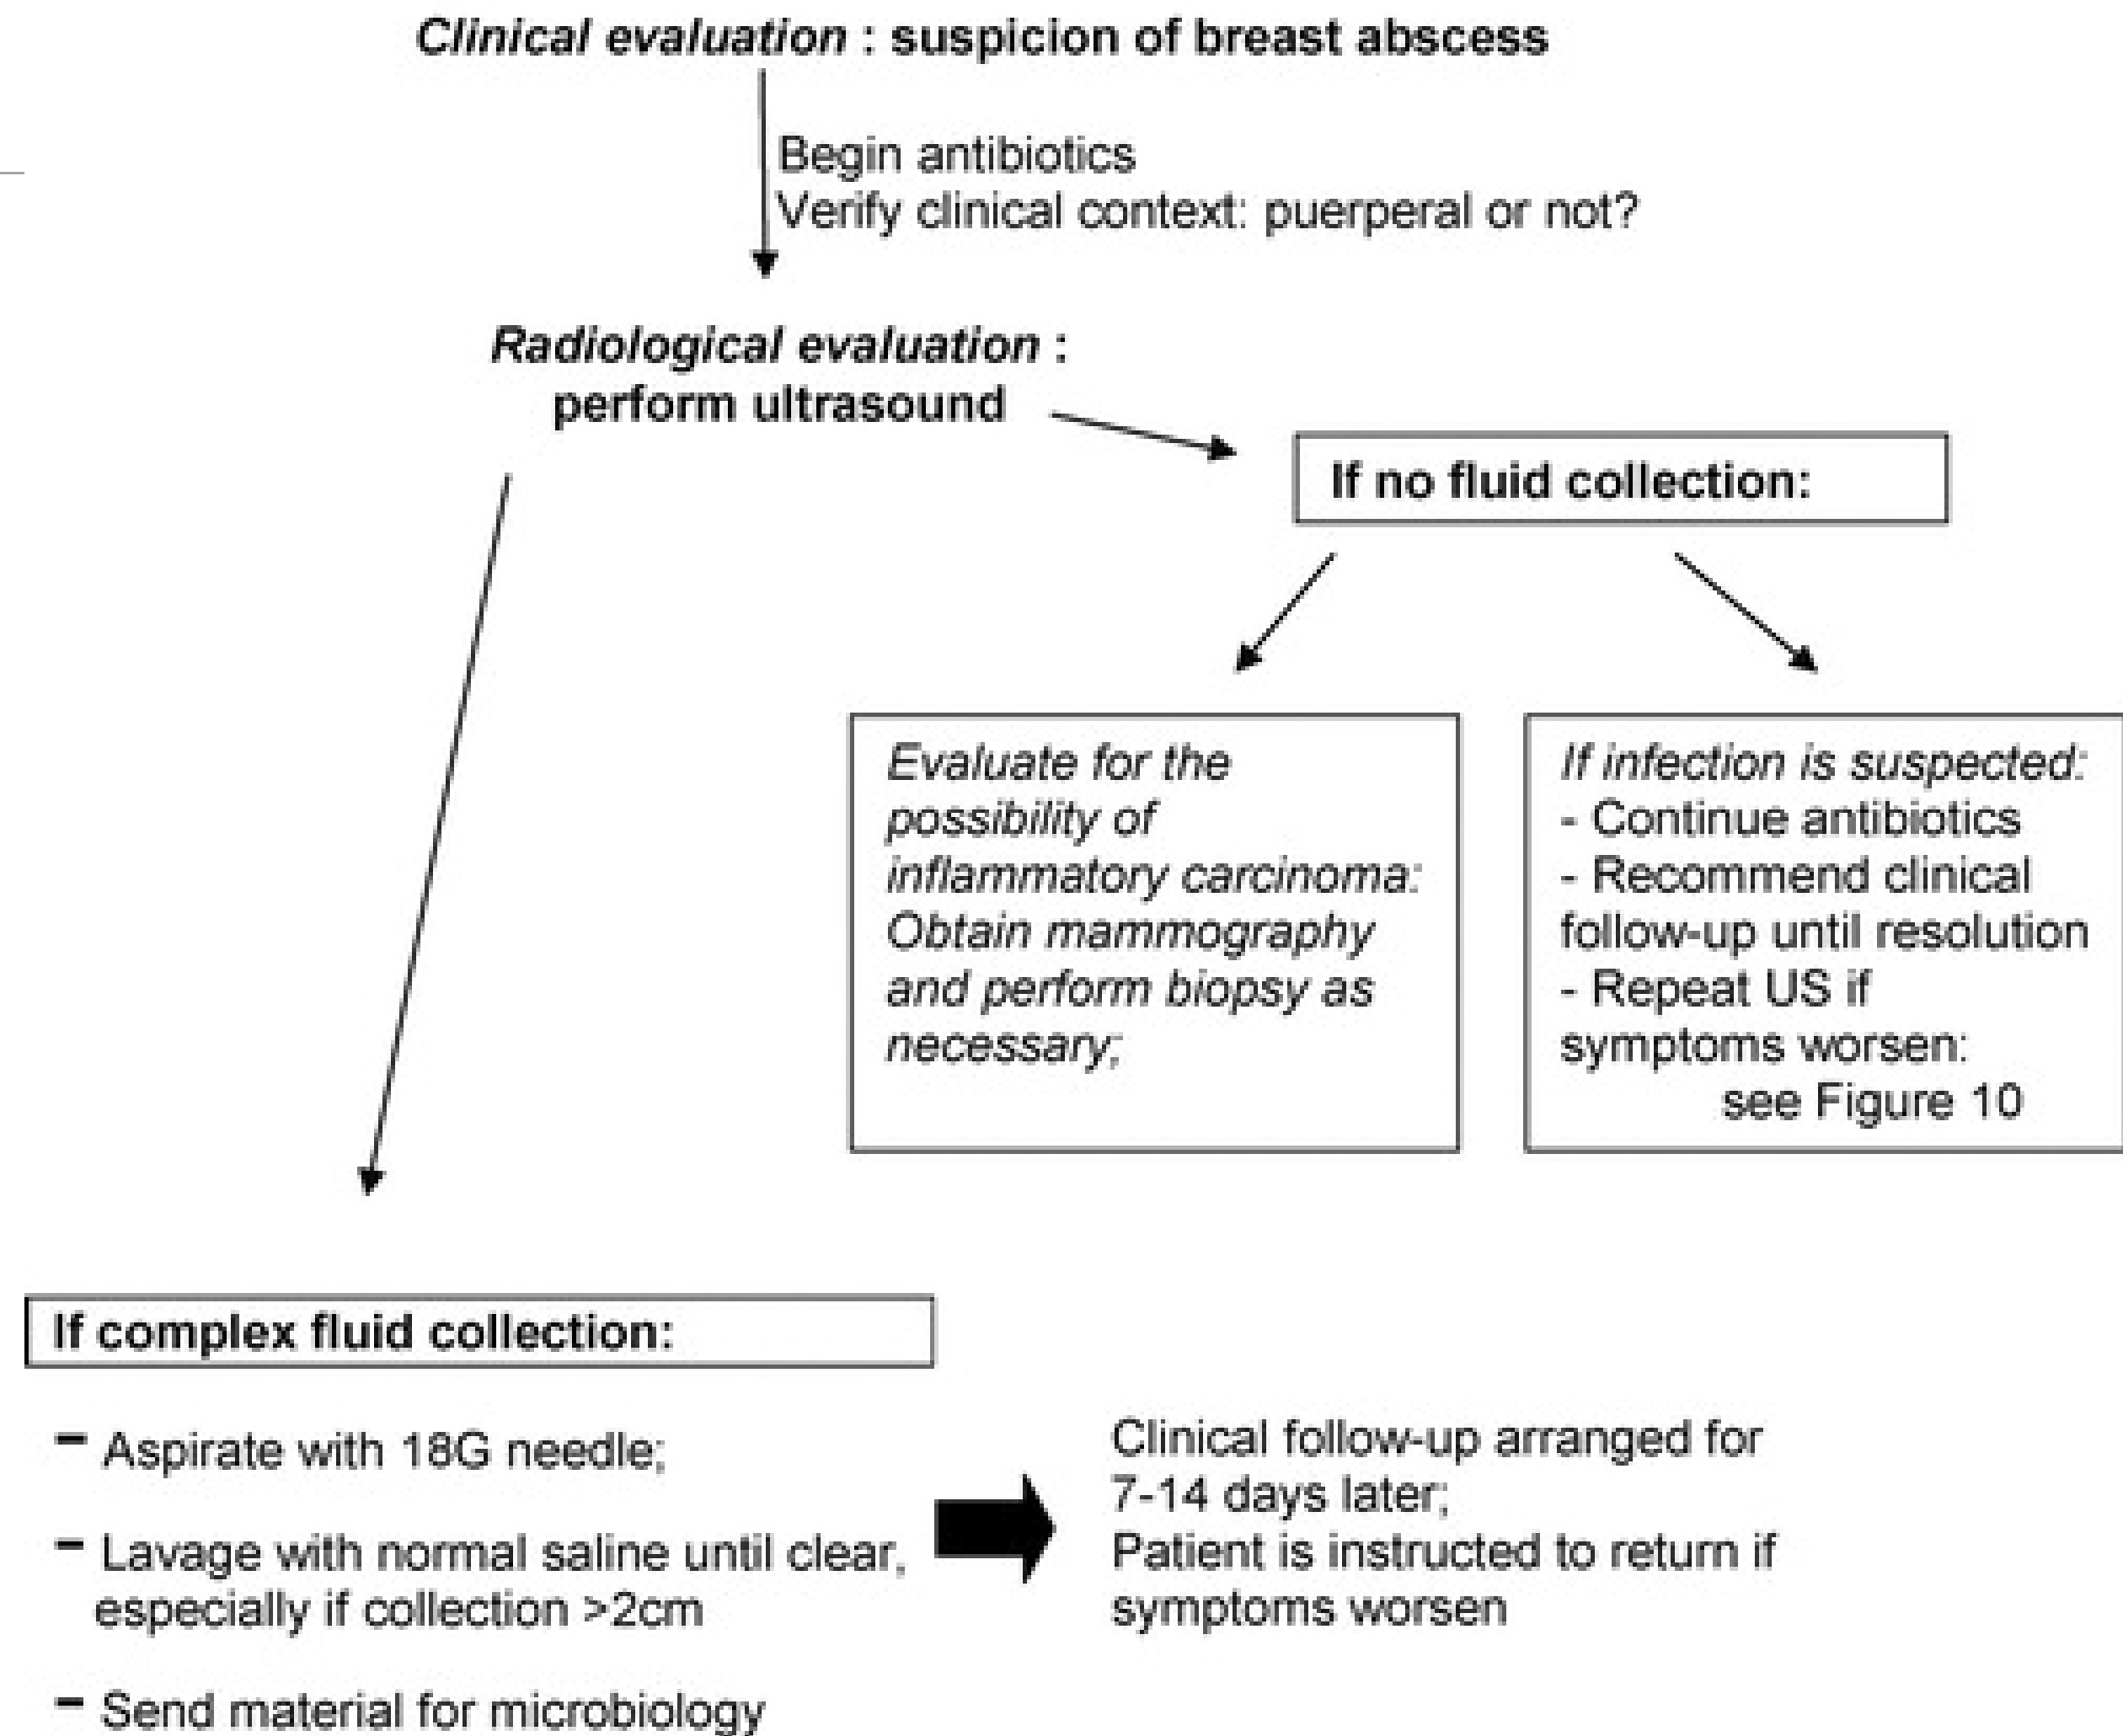 Clinical evaluation : suspicion of breast abscess
Begin antibiotics
Verify clinical context: puerperal or not?
Radiological evaluation :
perform ultrasound
If no fluid collection:
Evaluate for the
possibility of
inflammatory carcinoma:
Obtain mammography
and perform biopsy as
necessary;
If infection is suspected:
- Continue antibiotics
- Recommend clinical
follow-up until resolution
- Repeat US if
symptoms worsen:
see Figure 10
If complex fluid collection:
- Aspirate with 18G needle;
- Lavage with normal saline until clear,
especially if collection >2cm
- Send material for microbiology
Clinical follow-up arranged for
7-14 days later;
Patient is instructed to return if
symptoms worsen